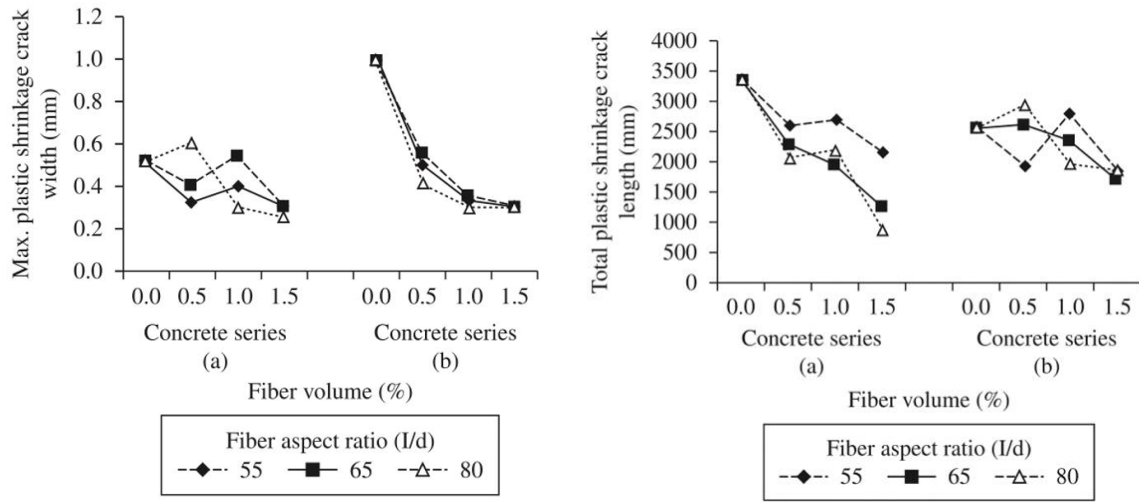 Max. plastic shrinkage crack
width (mm)
1.2
1.0
0.8
0.6
0.4
0.2
0.0
0.0 0.5 1.0 1.5 0.0 0.5 1.0 1.5
Concrete series Concrete series
(a) (b)
Fiber volume (%)
Fiber aspect ratio (I/d)
55 65 80
Total plastic shrinkage crack
length (mm)
4000
3500
3000
2500
2000
1500
1000
500
0
0.0 0.5 1.0 1.5 0.0 0.5 1.0 1.5
Concrete series Concrete series
(a) (b)
Fiber volume (%)
Fiber aspect ratio (I/d)
55 65 80